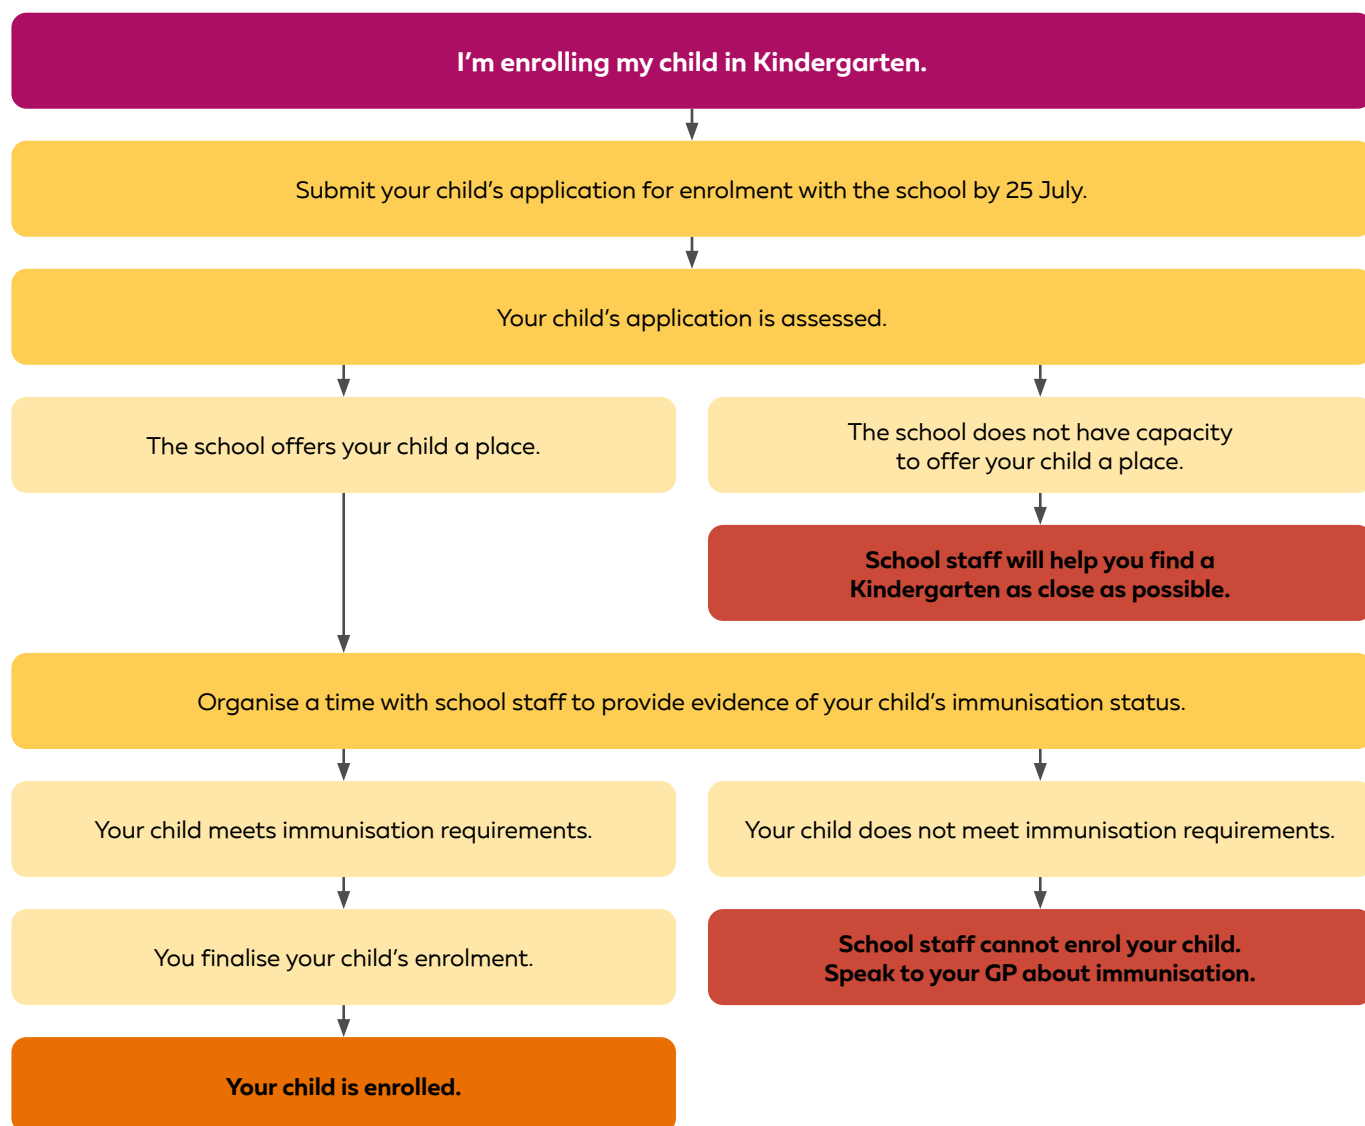 I’m enrolling my child in Kindergarten.
Submit your child’s application for enrolment with the school by 25 July.
Your child’s application is assessed.
The school offers your child a place.
The school does not have capacity
to offer your child a place.
School staff will help you find a
Kindergarten as close as possible.
Organise a time with school staff to provide evidence of your child’s immunisation status.
Your child meets immunisation requirements.
Your child does not meet immunisation requirements.
You finalise your child’s enrolment.
School staff cannot enrol your child.
Speak to your GP about immunisation.
Your child is enrolled.